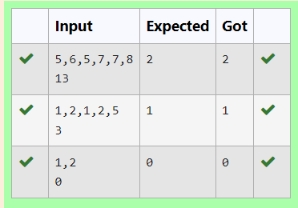 Input Expected Got
5,6,5,7,7,8 2 2
13
1,2,1,2,5 1 1
3
1,2 0 0
0